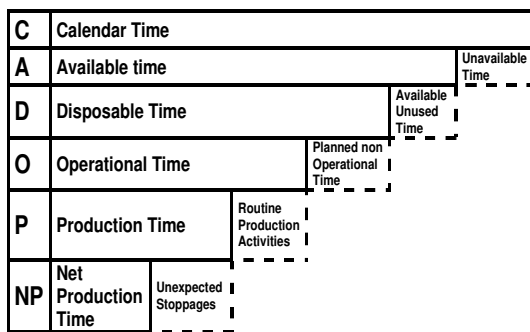 C Calendar Time
A Available time
Unavailable
Time
D Disposable Time
Available
Unused
Time
O Operational Time
Planned non
Operational
Time
P Production Time
Routine
Production
Activities
NP
Net
Production
Time
Unexpected
Stoppages